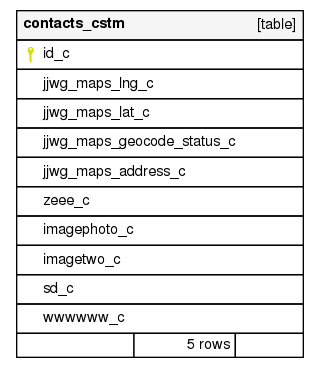 contacts_cstm [table]
id_c
jjwg_maps_lng_c
jjwg_maps_lat_c
jjwg_maps_geocode_status_c
jjwg_maps_address_c
zeee_c
imagephoto_c
imagetwo_c
sd_c
wwwwww_c
5 rows